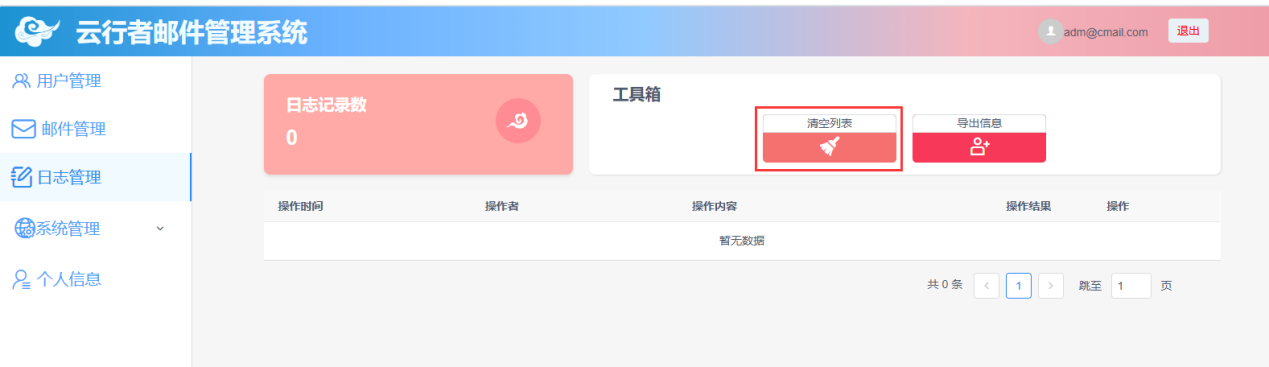 云行者邮件管理系统
adm@cmail.com 退出
用户管理
邮件管理
日志管理
系统管理
个人信息
日志记录数
0
工具箱
清空列表 导出信息
操作时间 操作者 操作内容 操作结果 操作
暂无数据
共 0 条 < 1 > 跳至 1 页